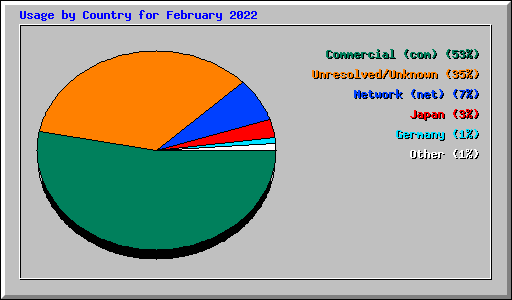 Usage by Country for February 2022
Commercial (com) (53%)
Unresolved/Unknown (35%)
Network (net) (7%)
Japan (3%)
Germany (1%)
Other (1%)